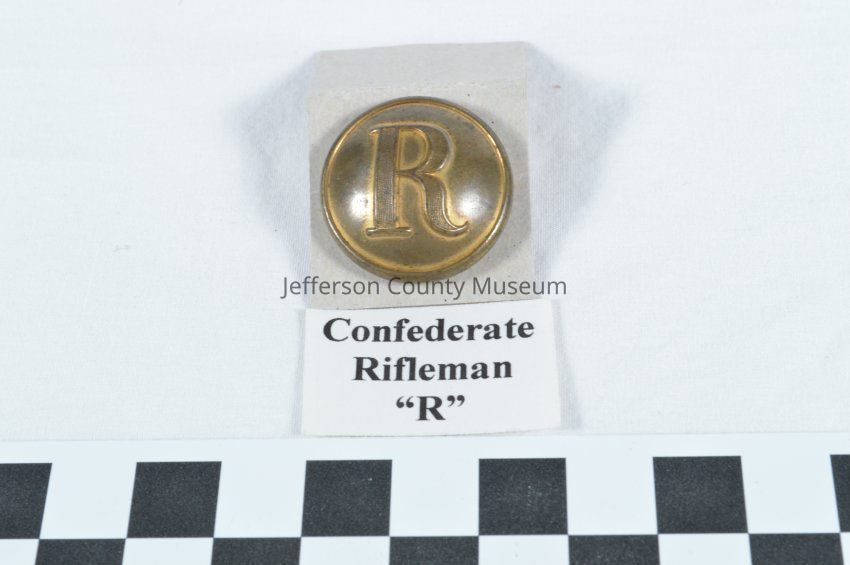 R
Jefferson County Museum
Confederate
Rifleman
“R”